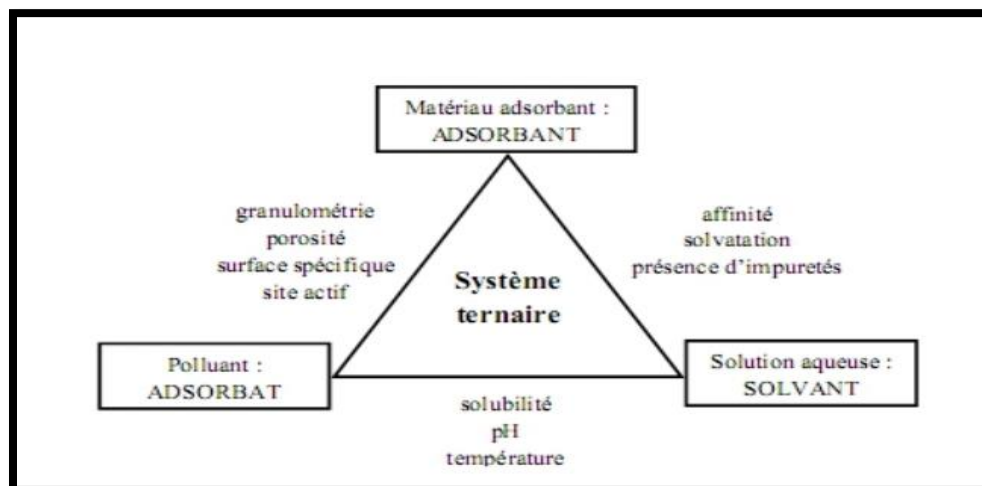 Matériau adsorbant :
ADSORBANT
granulométrie
porosité
surface spécifique
site actif
affinité
solvatation
présence d'impuretés
Système
ternaire
Polluant :
ADSORBAT
Solution aqueuse :
SOLVANT
solubilité
pH
température